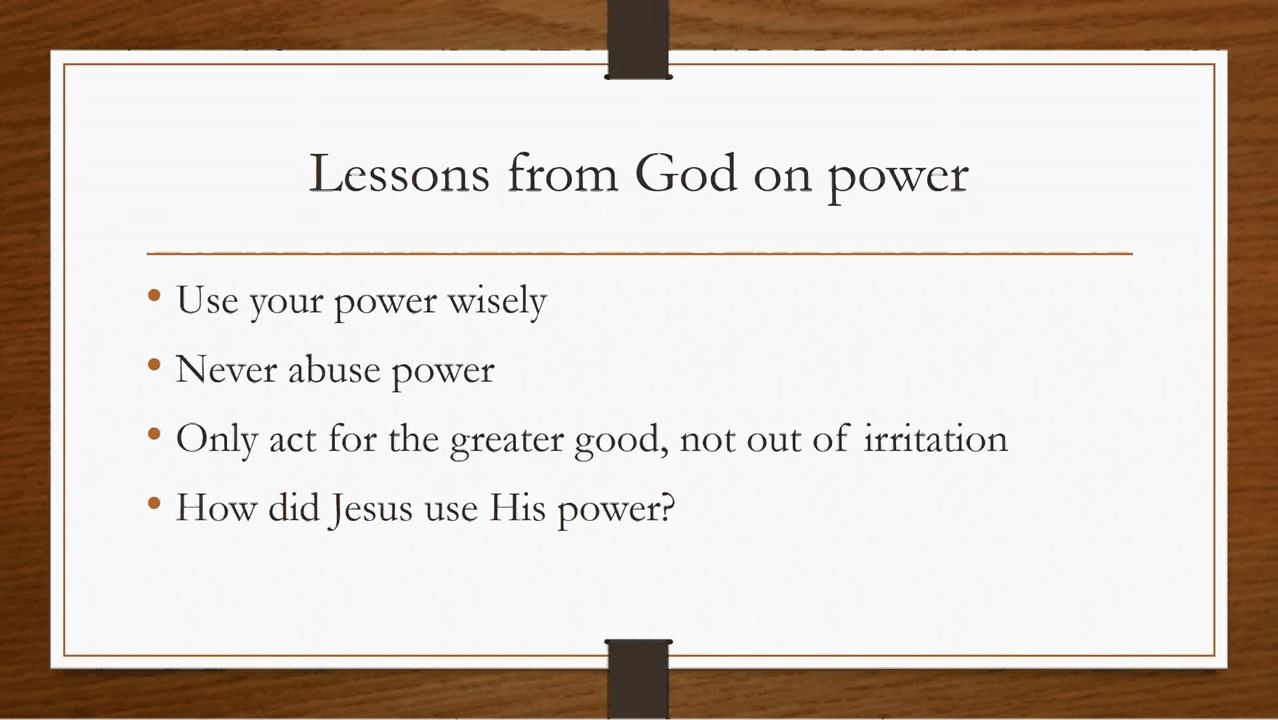 Lessons from God on power
• Use your power wisely
• Never abuse power
• Only act for the greater good, not out of irritation
• How did Jesus use His power?